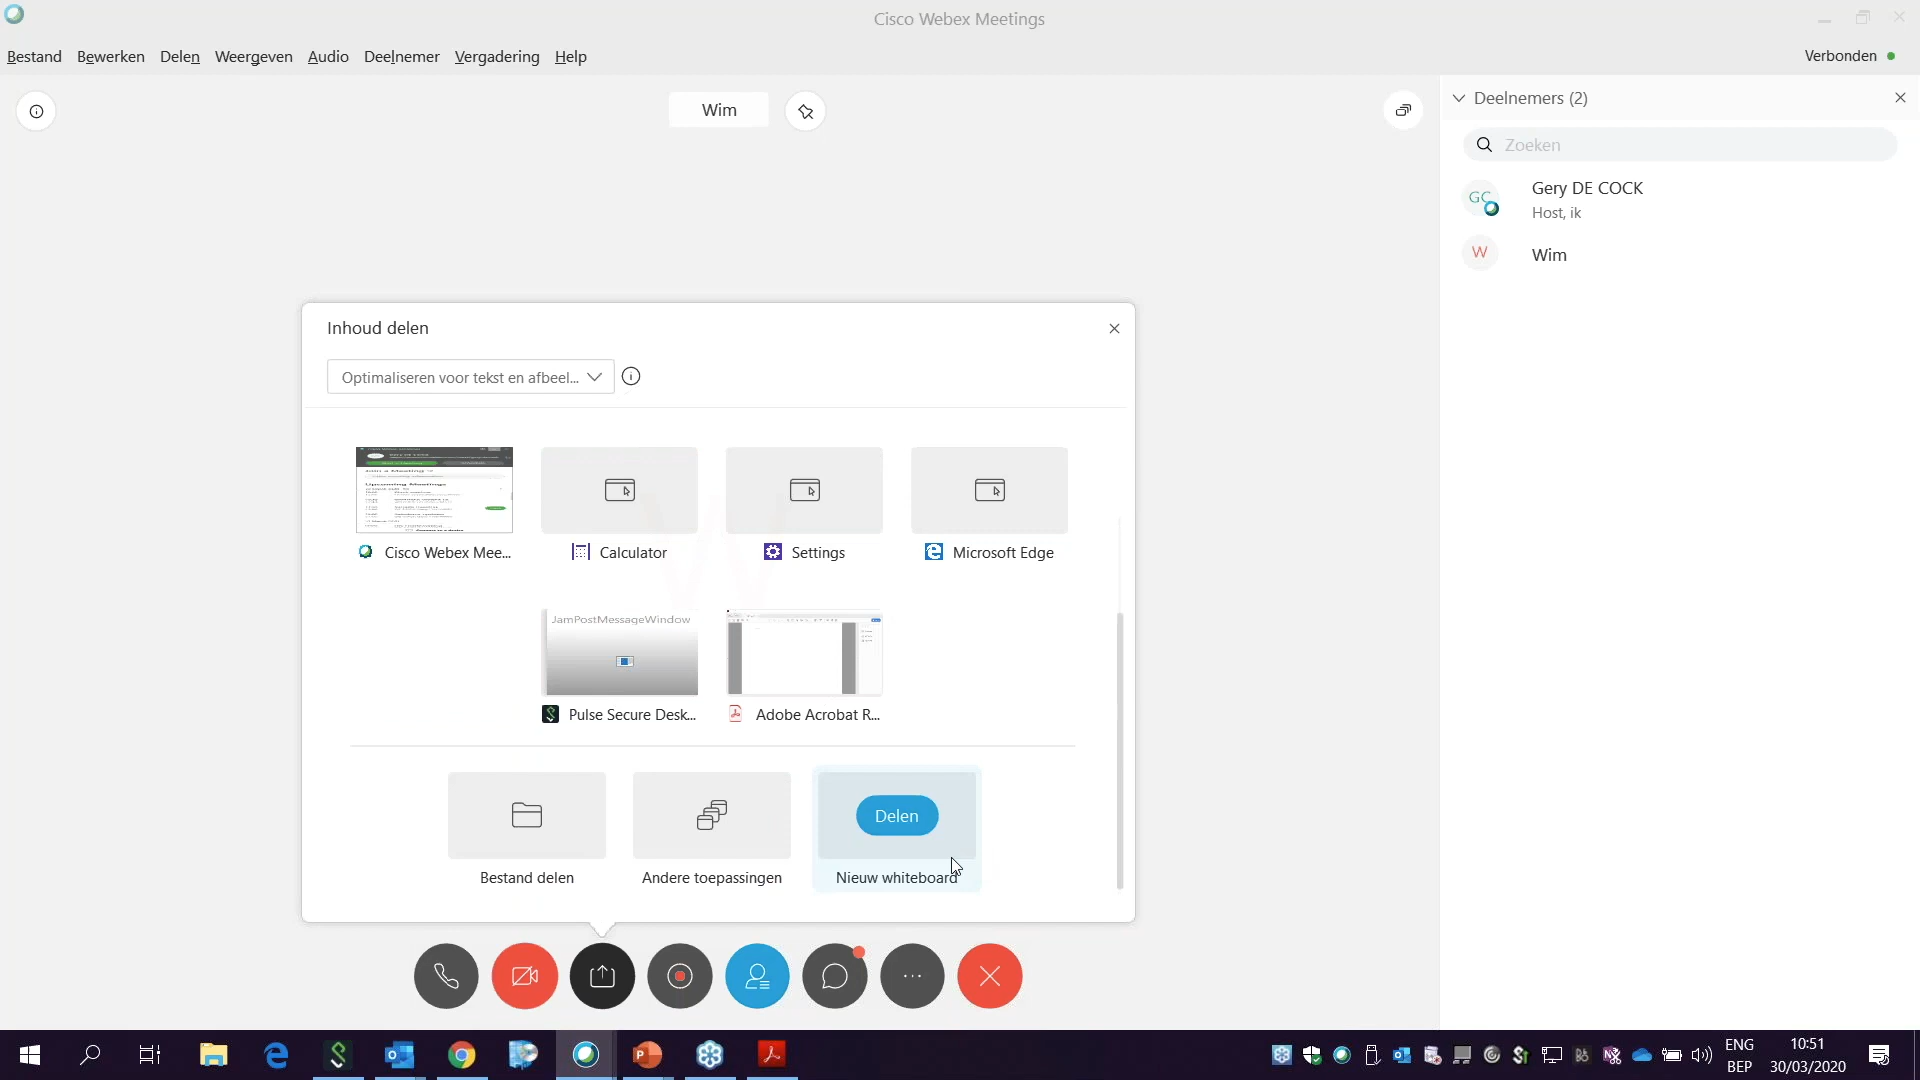 Cisco Webex Meetings
Bestand Bewerken Delen Weergeven Audio Deelnemer Vergadering Help
Verbonden
Wim
Deelnemers (2)
Zoeken
GC
Gery DE COCK
Host, ik
W
Wim
Inhoud delen
Optimaliseren voor tekst en afbeel...
Cisco Webex Mee...
Calculator
Settings
Microsoft Edge
JamPostMessageWindow
Pulse Secure Desk...
Adobe Acrobat R...
Delen
Bestand delen
Andere toepassingen
Nieuw whiteboard
ENG
BEP
10:51
30/03/2020